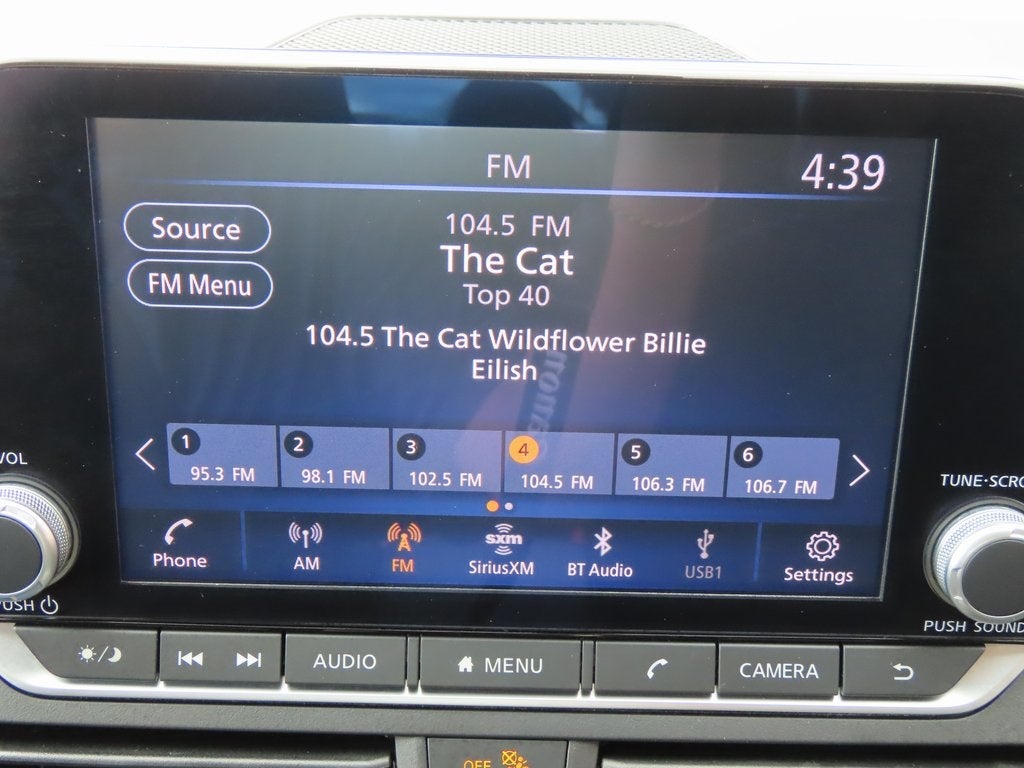 FM
4:39
Source
FM Menu
104.5 FM
The Cat
Top 40
104.5 The Cat Wildflower Billie
Eilish
1
2
3
4
5
6
95.3 FM
98.1 FM
102.5 FM
104.5 FM
106.3 FM
106.7 FM
VOL
TUNE·SCRO
Phone
AM
FM
sxm
SiriusXM
BT Audio
USB1
Settings
PUSH
PUSH SOUND
AUDIO
MENU
CAMERA
OFF